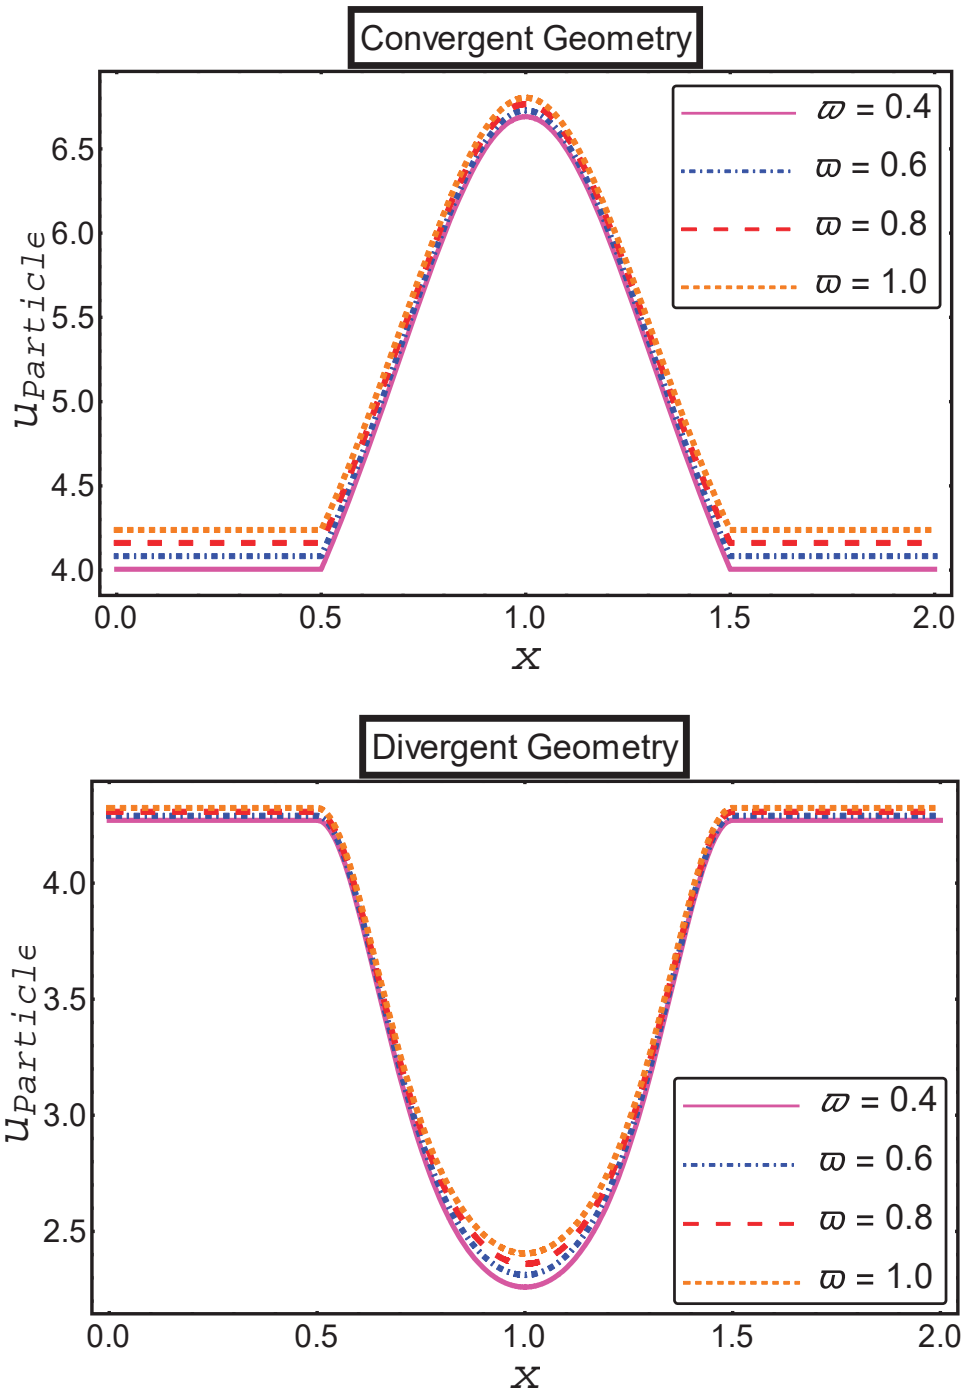 Convergent Geometry
ϖ = 0.4
ϖ = 0.6
ϖ = 0.8
ϖ = 1.0
6.5
6.0
5.5
5.0
4.5
4.0
uParticle
0.0 0.5 1.0 1.5 2.0
x
Divergent Geometry
4.0
3.5
3.0
2.5
uParticle
ϖ = 0.4
ϖ = 0.6
ϖ = 0.8
ϖ = 1.0
0.0 0.5 1.0 1.5 2.0
x